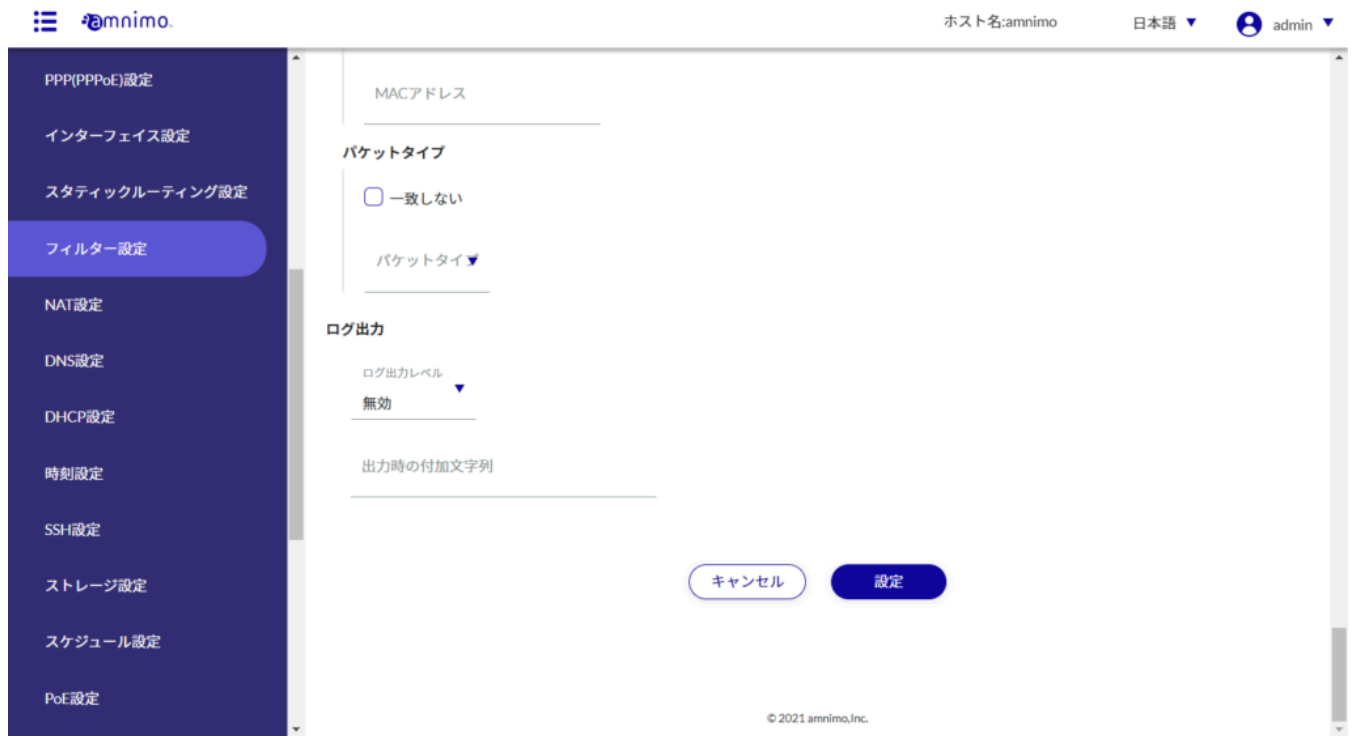 amnimo.
ホスト名:amnimo
日本語
admin
PPP(PPPoE)設定
インターフェイス設定
スタティックルーティング設定
フィルター設定
NAT設定
DNS設定
DHCP設定
時刻設定
SSH設定
ストレージ設定
スケジュール設定
PoE設定
MACアドレス
パケットタイプ
一致しない
パケットタイプ
ログ出力
ログ出力レベル
無効
出力時の付加文字列
キャンセル
設定
© 2021 amnimo,Inc.